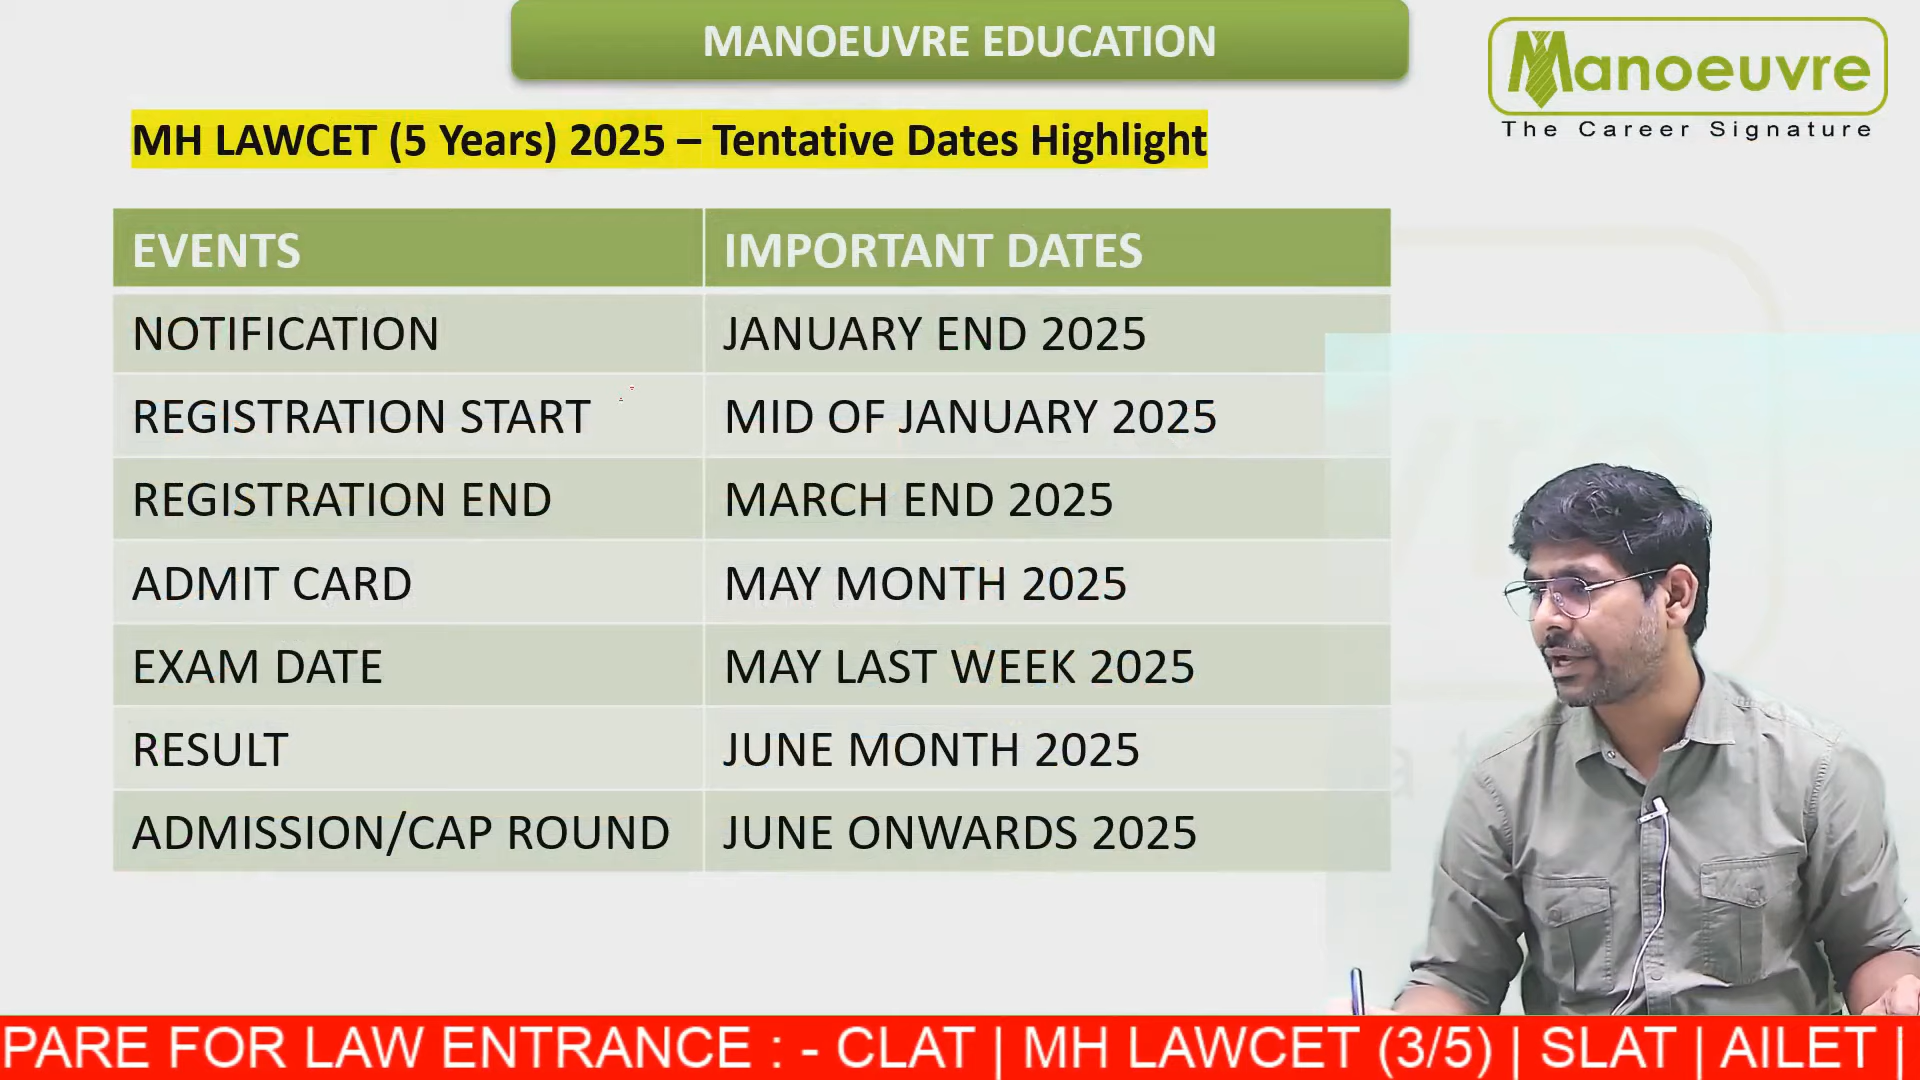 MANOEUVRE EDUCATION
Manoeuvre
The Career Signature
MH LAWCET (5 Years) 2025 – Tentative Dates Highlight
EVENTS IMPORTANT DATES
NOTIFICATION JANUARY END 2025
REGISTRATION START MID OF JANUARY 2025
REGISTRATION END MARCH END 2025
ADMIT CARD MAY MONTH 2025
EXAM DATE MAY LAST WEEK 2025
RESULT JUNE MONTH 2025
ADMISSION/CAP ROUND JUNE ONWARDS 2025
PARE FOR LAW ENTRANCE : - CLAT | MH LAWCET (3/5) | SLAT | AILET |